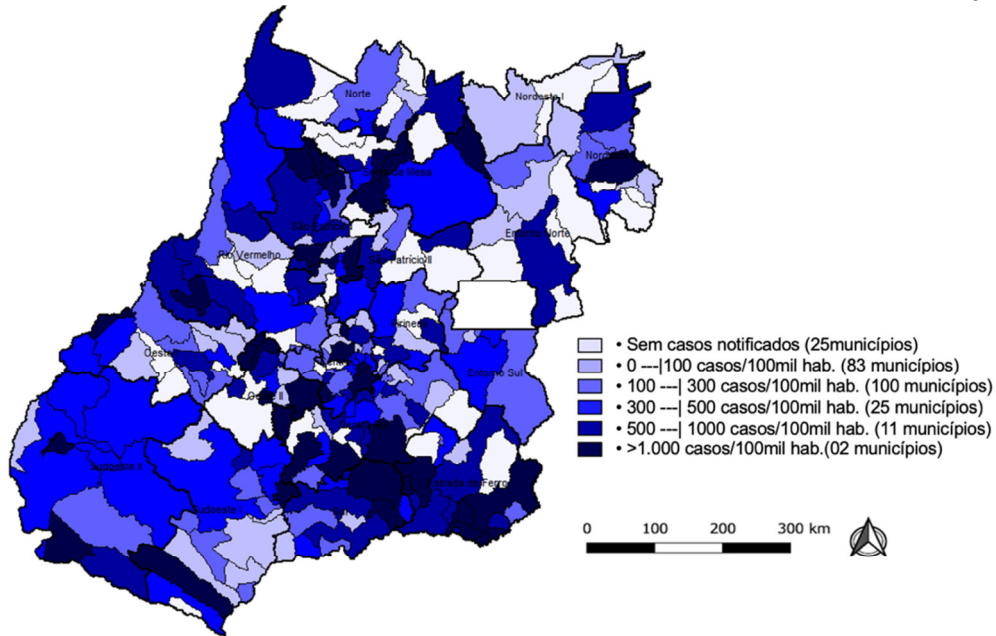 Norte
Nordeste I
Serra da Mesa
São Patrício I
Entorno Norte
Rio Vermelho
São Patrício II
Pirineus
Oeste I
Entorno Sul
Oeste II
Estrada de Ferro
Sudoeste II
Sudoeste I
• Sem casos notificados (25municípios)
• 0 ---|100 casos/100mil hab. (83 municípios)
• 100 ---| 300 casos/100mil hab. (100 municípios)
• 300 ---| 500 casos/100mil hab. (25 municípios)
• 500 ---| 1000 casos/100mil hab. (11 municípios)
• >1.000 casos/100mil hab.(02 municípios)
0 100 200 300 km